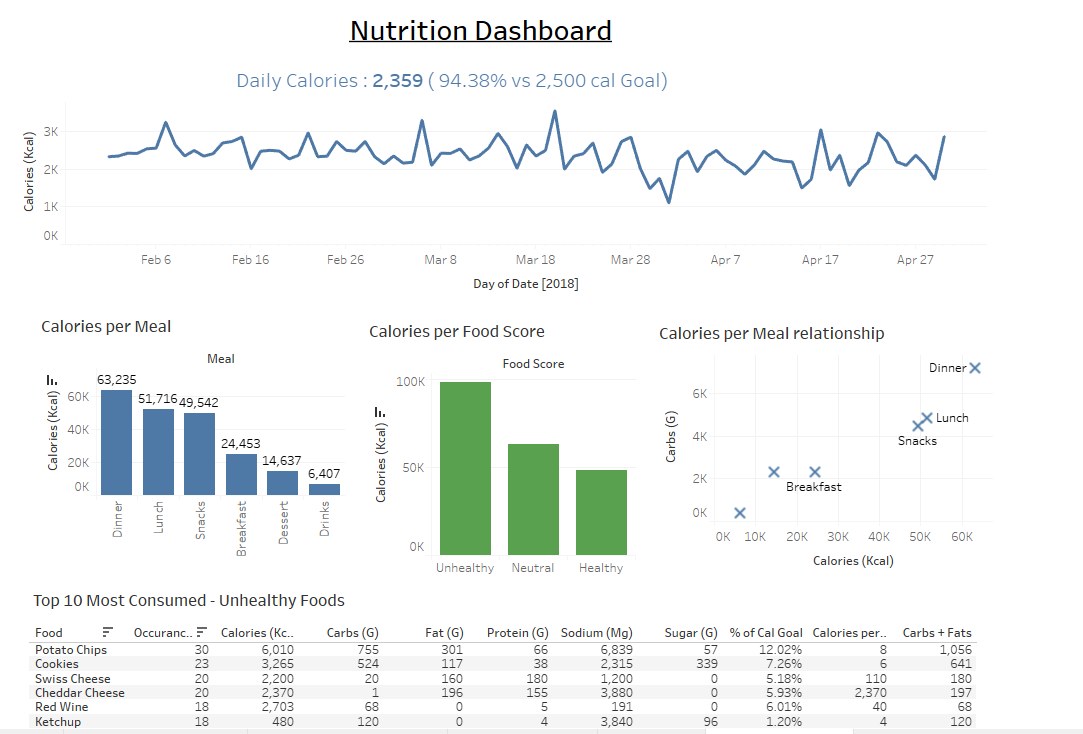 Nutrition Dashboard
Daily Calories : 2,359 ( 94.38% vs 2,500 cal Goal)
Calories (Kcal)
3K
2K
1K
0K
Feb 6 Feb 16 Feb 26 Mar 8 Mar 18 Mar 28 Apr 7 Apr 17 Apr 27
Day of Date [2018]
Calories per Meal
Meal
Calories (Kcal)
60K
40K
20K
0K
63,235 51,716 49,542 24,453 14,637 6,407
Dinner Lunch Snacks Breakfast Dessert Drinks
Calories per Food Score
Food Score
Calories (Kcal)
100K
50K
0K
Unhealthy Neutral Healthy
Calories per Meal relationship
Carbs (G)
6K
4K
2K
0K
Dinner
Lunch
Snacks
Breakfast
0K 10K 20K 30K 40K 50K 60K
Calories (Kcal)
Top 10 Most Consumed - Unhealthy Foods
Food Occuranc.. Calories (Kc.. Carbs (G) Fat (G) Protein (G) Sodium (Mg) Sugar (G) % of Cal Goal Calories per.. Carbs + Fats
Potato Chips 30 6,010 755 301 66 6,839 57 12.02% 8 1,056
Cookies 23 3,265 524 117 38 2,315 339 7.26% 6 641
Swiss Cheese 20 2,200 20 160 180 1,200 0 5.18% 110 180
Cheddar Cheese 20 2,370 1 196 155 3,880 0 5.93% 2,370 197
Red Wine 18 2,703 68 0 5 191 0 6.01% 40 68
Ketchup 18 480 120 0 4 3,840 96 1.20% 4 120